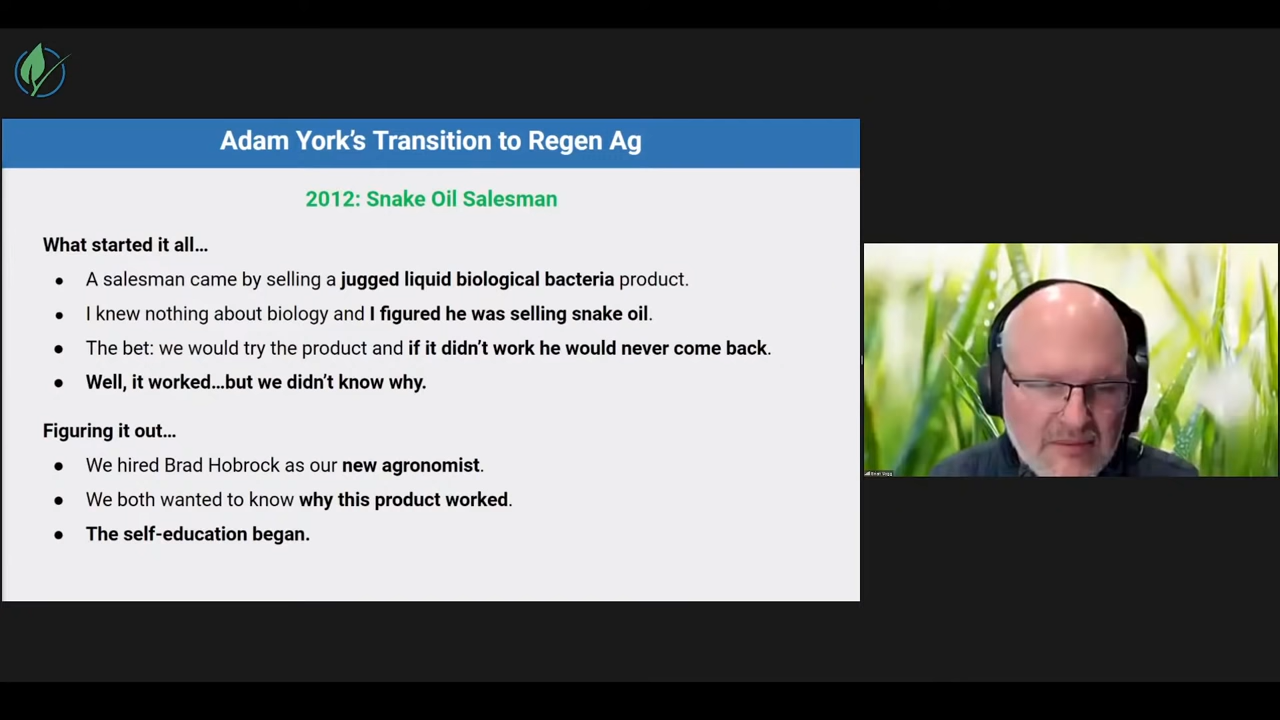 Adam York’s Transition to Regen Ag
2012: Snake Oil Salesman
What started it all…
● A salesman came by selling a jugged liquid biological bacteria product.
● I knew nothing about biology and I figured he was selling snake oil.
● The bet: we would try the product and if it didn’t work he would never come back.
● Well, it worked…but we didn’t know why.
Figuring it out…
● We hired Brad Hobrock as our new agronomist.
● We both wanted to know why this product worked.
● The self-education began.